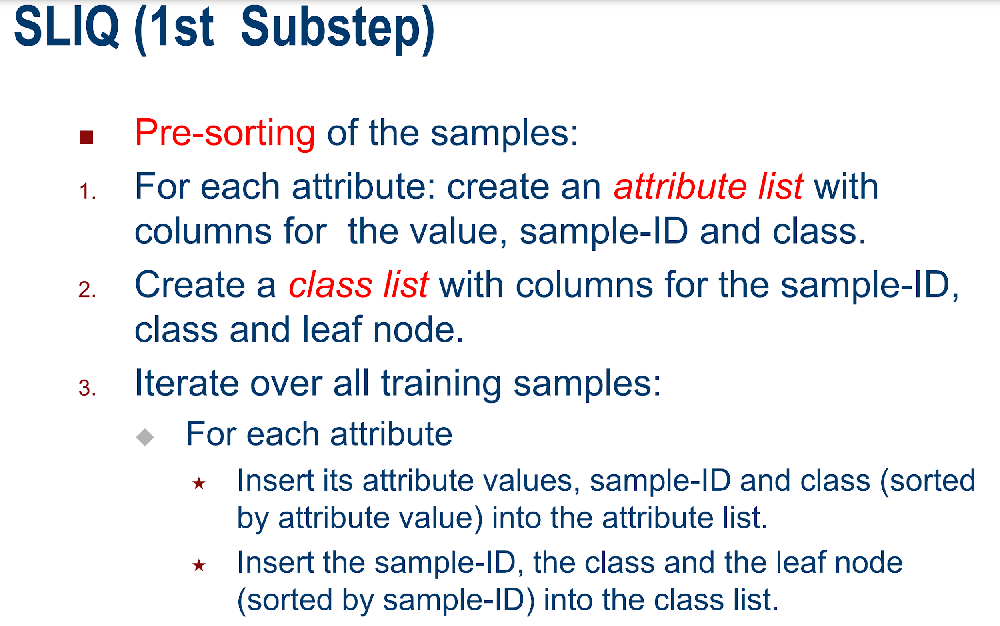 SLIQ (1st Substep)
■ Pre-sorting of the samples:
1. For each attribute: create an attribute list with
columns for the value, sample-ID and class.
2. Create a class list with columns for the sample-ID,
class and leaf node.
3. Iterate over all training samples:
◆ For each attribute
★ Insert its attribute values, sample-ID and class (sorted
by attribute value) into the attribute list.
★ Insert the sample-ID, the class and the leaf node
(sorted by sample-ID) into the class list.